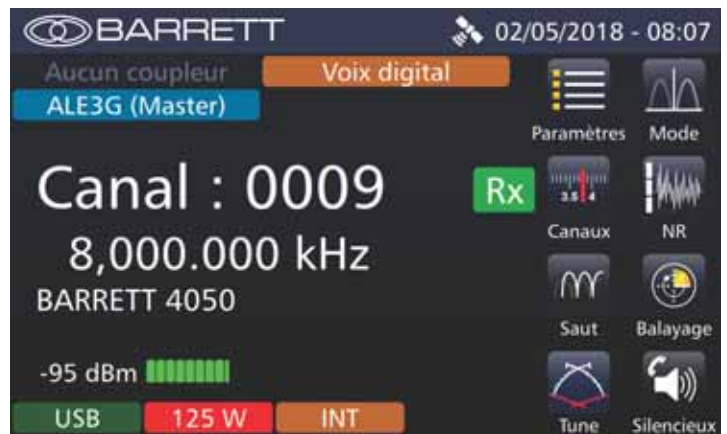 BARRETT
02/05/2018 - 08:07
Aucun coupleur
Voix digital
ALE3G (Master)
Paramètres
Mode
Canal : 0009
Rx
3.5 4
Canaux
NR
8,000.000 kHz
BARRETT 4050
Saut
Balayage
-95 dBm
USB
125 W
INT
Tune
Silencieux